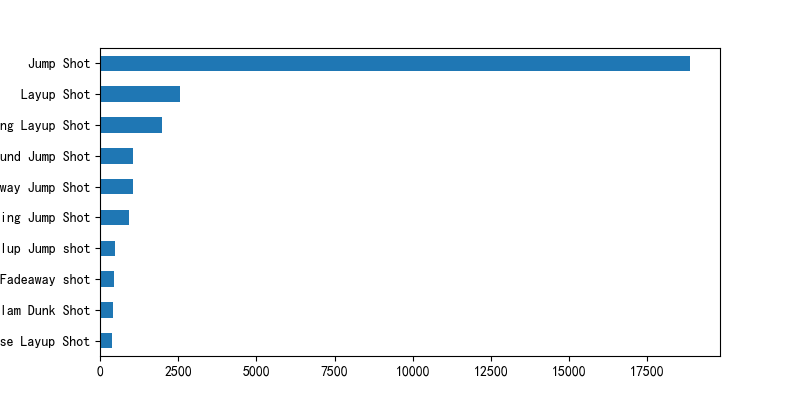 Jump Shot
Layup Shot
ng Layup Shot
und Jump Shot
way Jump Shot
ing Jump Shot
lup Jump shot
Fadeaway shot
lam Dunk Shot
se Layup Shot
0 2500 5000 7500 10000 12500 15000 17500